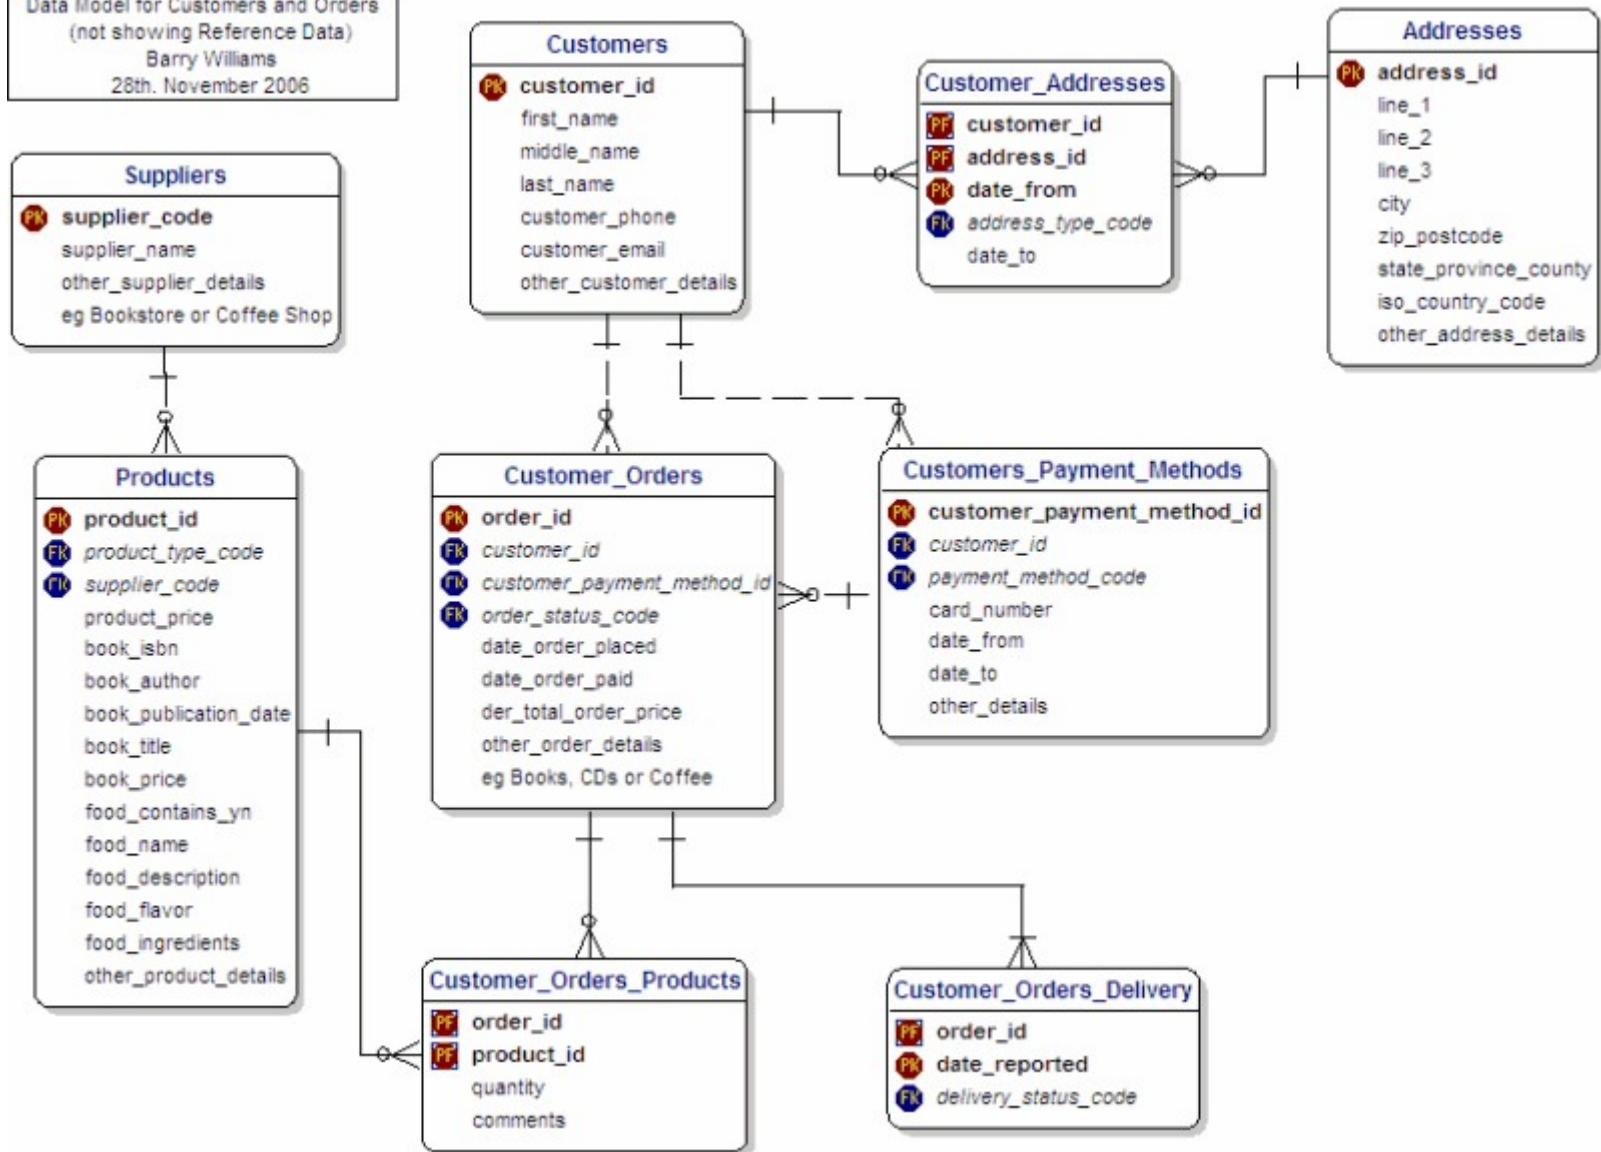 Data Model for Customers and Orders
(not showing Reference Data)
Barry Williams
28th. November 2006
Suppliers
PK supplier_code
supplier_name
other_supplier_details
eg Bookstore or Coffee Shop
Customers
PK customer_id
first_name
middle_name
last_name
customer_phone
customer_email
other_customer_details
Customer_Addresses
PF customer_id
PF address_id
PK date_from
FK address_type_code
date_to
Addresses
PK address_id
line_1
line_2
line_3
city
zip_postcode
state_province_county
iso_country_code
other_address_details
Products
PK product_id
FK product_type_code
FK supplier_code
product_price
book_isbn
book_author
book_publication_date
book_title
book_price
food_contains_yn
food_name
food_description
food_flavor
food_ingredients
other_product_details
Customer_Orders
PK order_id
FK customer_id
FK customer_payment_method_id
FK order_status_code
date_order_placed
date_order_paid
der_total_order_price
other_order_details
eg Books, CDs or Coffee
Customers_Payment_Methods
PK customer_payment_method_id
FK customer_id
FK payment_method_code
card_number
date_from
date_to
other_details
Customer_Orders_Products
PF order_id
PF product_id
quantity
comments
Customer_Orders_Delivery
PF order_id
PK date_reported
FK delivery_status_code